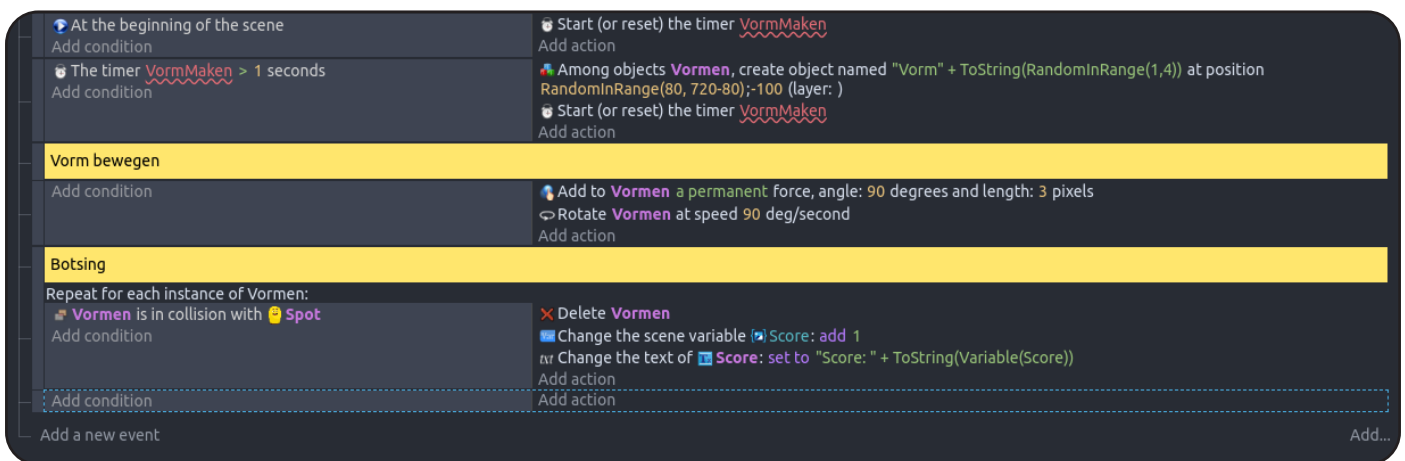 At the beginning of the scene
Start (or reset) the timer VormMaken
Add condition
Add action
The timer VormMaken > 1 seconds
Among objects Vormen, create object named "Vorm" + ToString(RandomInRange(1,4)) at position
Add condition
RandomInRange(80, 720-80);-100 (layer: )
Start (or reset) the timer VormMaken
Add action
Vorm bewegen
Add condition
Add to Vormen a permanent force, angle: 90 degrees and length: 3 pixels
Rotate Vormen at speed 90 deg/second
Add action
Botsing
Repeat for each instance of Vormen:
Vormen is in collision with Spot
Delete Vormen
Add condition
Change the scene variable Score: add 1
txt Change the text of Score: set to "Score: " + ToString(Variable(Score))
Add action
Add condition
Add action
Add a new event
Add...